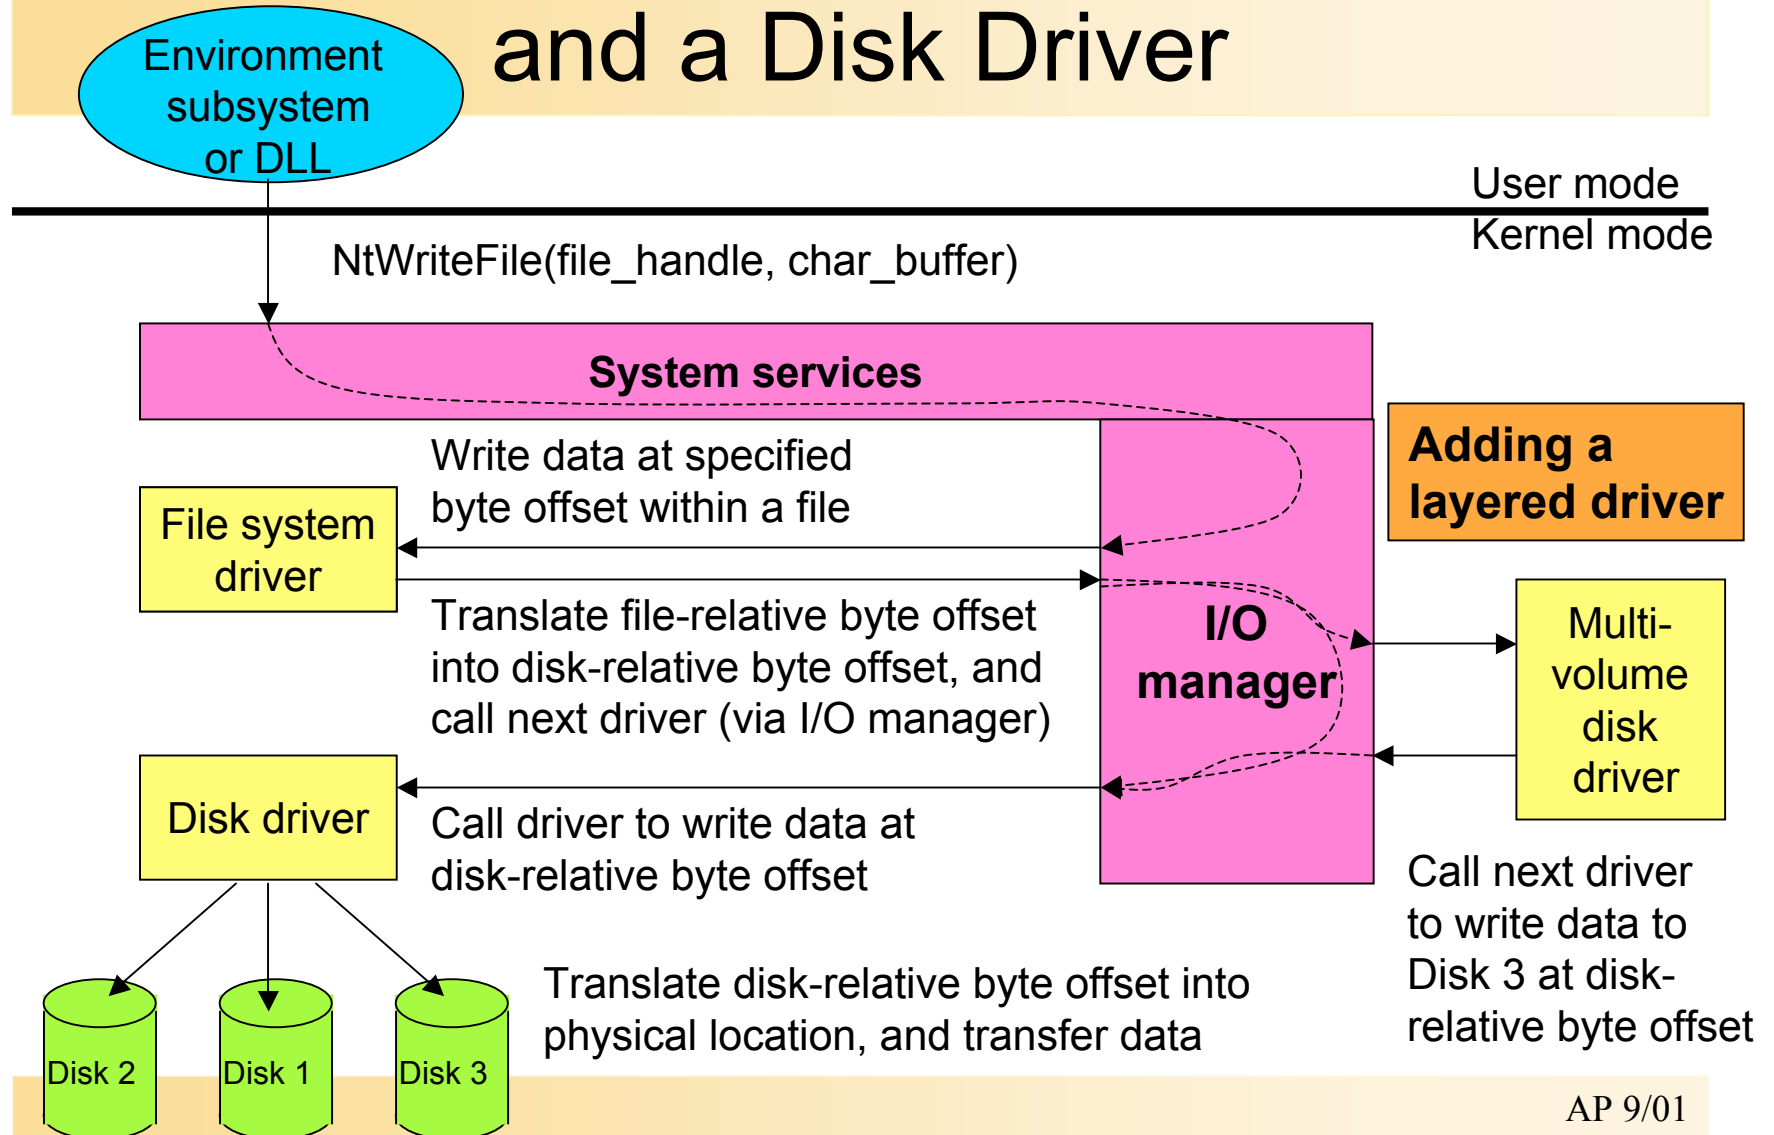 and a Disk Driver
Environment
subsystem
or DLL
User mode
Kernel mode
NtWriteFile(file_handle, char_buffer)
System services
Write data at specified
byte offset within a file
Adding a
layered driver
File system
driver
Translate file-relative byte offset
into disk-relative byte offset, and
call next driver (via I/O manager)
I/O
manager
Multi-
volume
disk
driver
Disk driver
Call driver to write data at
disk-relative byte offset
Call next driver
to write data to
Disk 3 at disk-
relative byte offset
Translate disk-relative byte offset into
physical location, and transfer data
Disk 2
Disk 1
Disk 3
AP 9/01